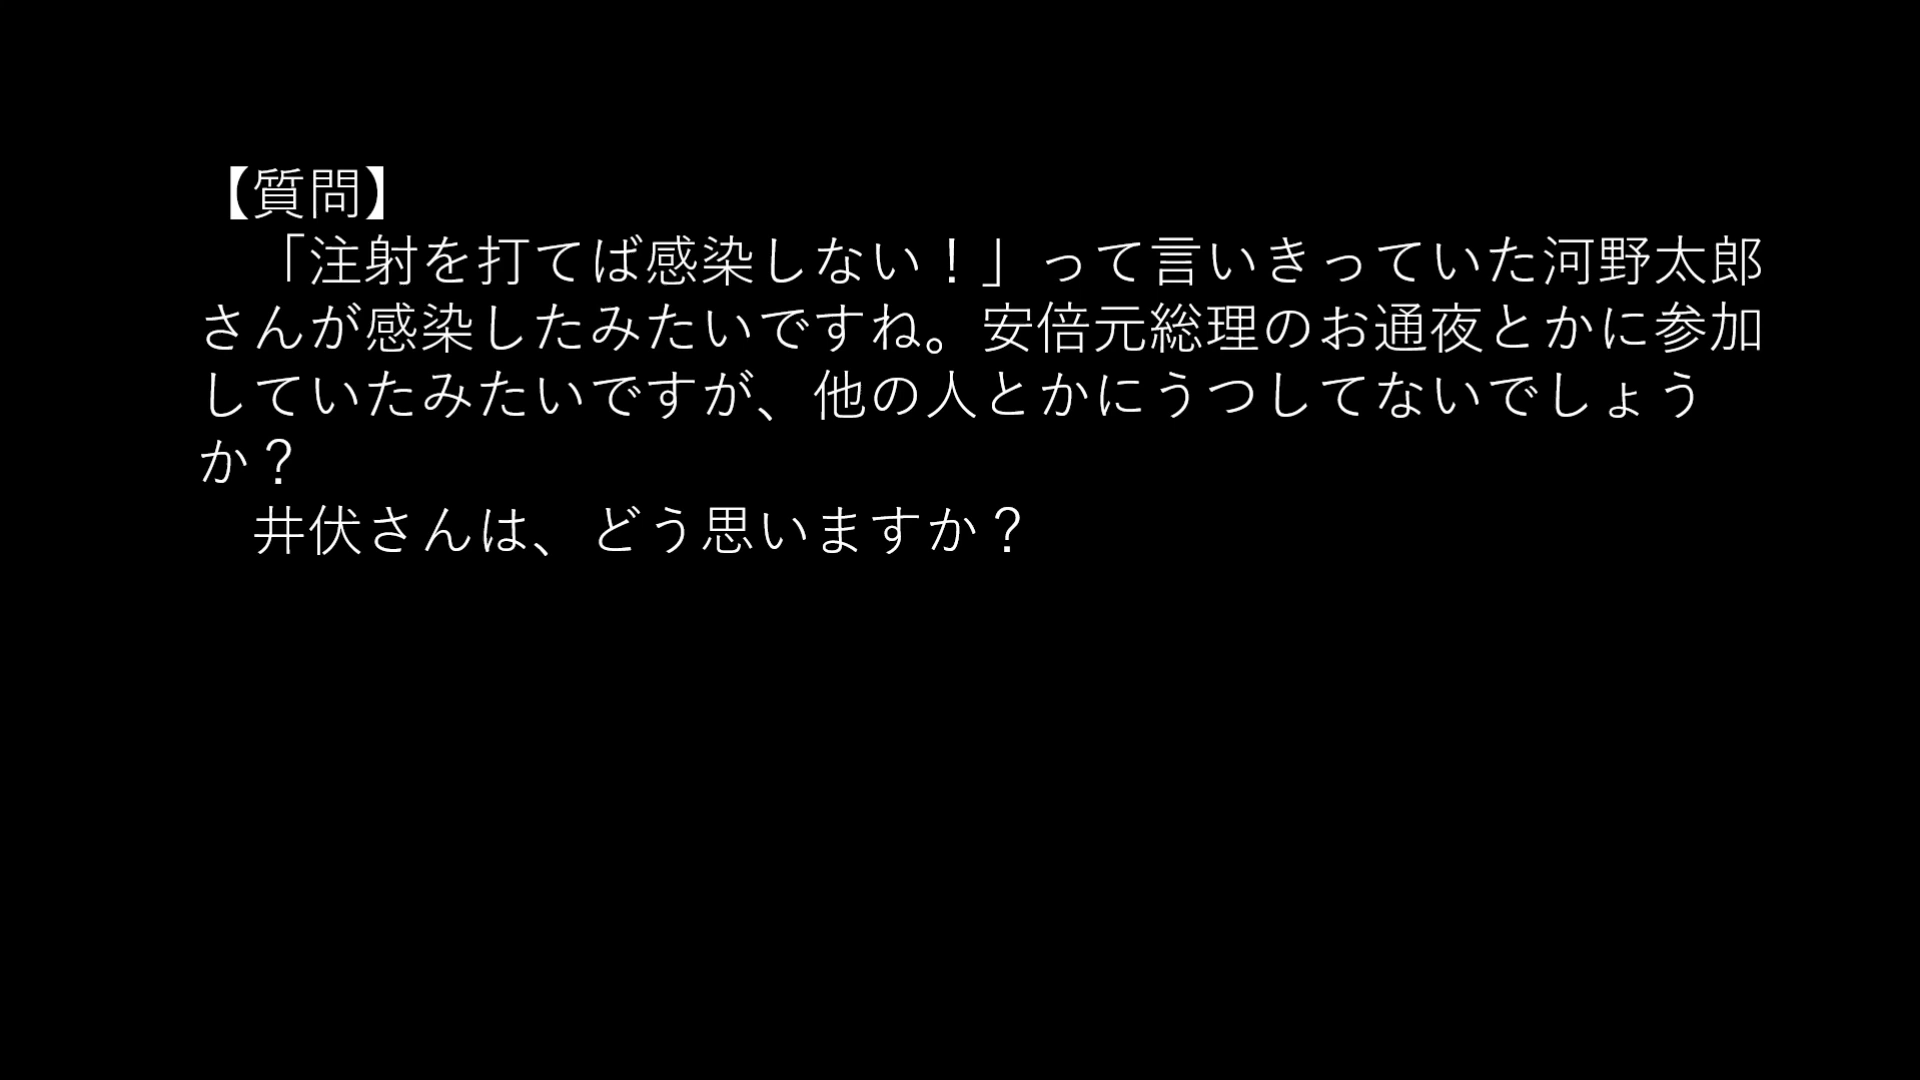 【質問】
　「注射を打てば感染しない！」って言いきっていた河野太郎
さんが感染したみたいですね。安倍元総理のお通夜とかに参加
していたみたいですが、他の人とかにうつしてないでしょう
か？
　井伏さんは、どう思いますか？